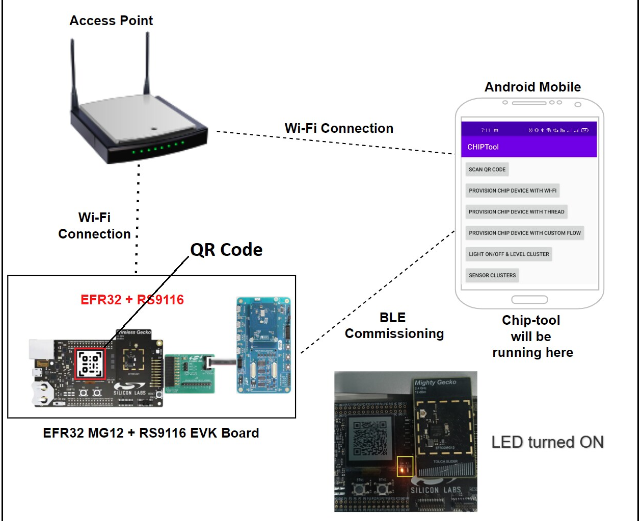 Access Point
Android Mobile
Wi-Fi Connection
CHIPTool
SCAN QR CODE
PROVISION CHIP DEVICE WITH WI-FI
PROVISION CHIP DEVICE WITH THREAD
PROVISION CHIP DEVICE WITH CUSTOM FLOW
LIGHT ON/OFF & LEVEL CLUSTER
SENSOR CLUSTERS
Wi-Fi
Connection
QR Code
EFR32 + RS9116
Wireless Gecko
SILICON LABS
BLE
Commissioning
Chip-tool
will be
running here
EFR32 MG12 + RS9116 EVK Board
Mighty Gecko
SILICON LABS
LED turned ON